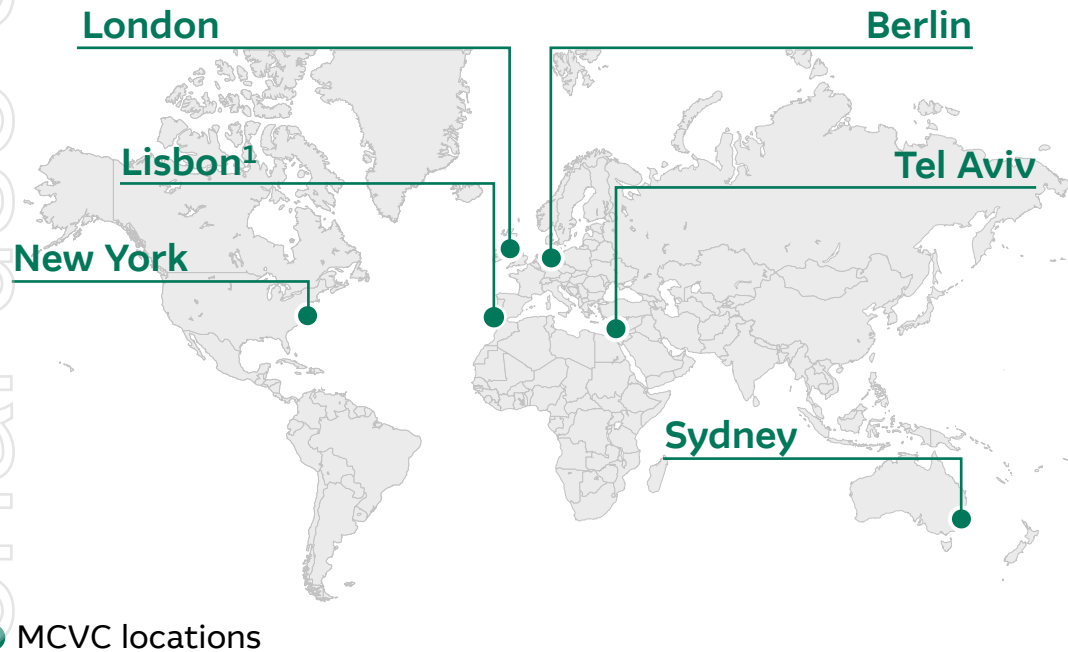 London
Berlin
Lisbon¹
Tel Aviv
New York
Sydney
MCVC locations